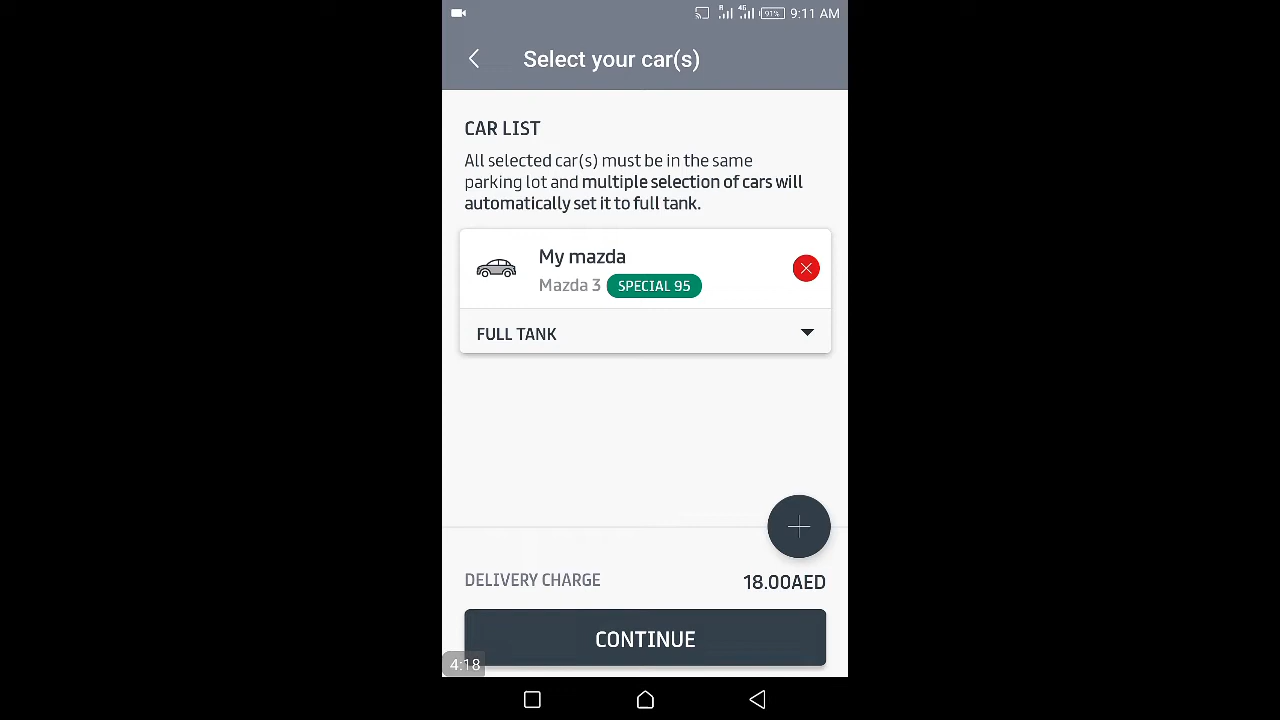 R 4G 91% 9:11 AM
Select your car(s)
CAR LIST
All selected car(s) must be in the same
parking lot and multiple selection of cars will
automatically set it to full tank.
My mazda
Mazda 3 SPECIAL 95
FULL TANK
DELIVERY CHARGE 18.00AED
CONTINUE
4:18